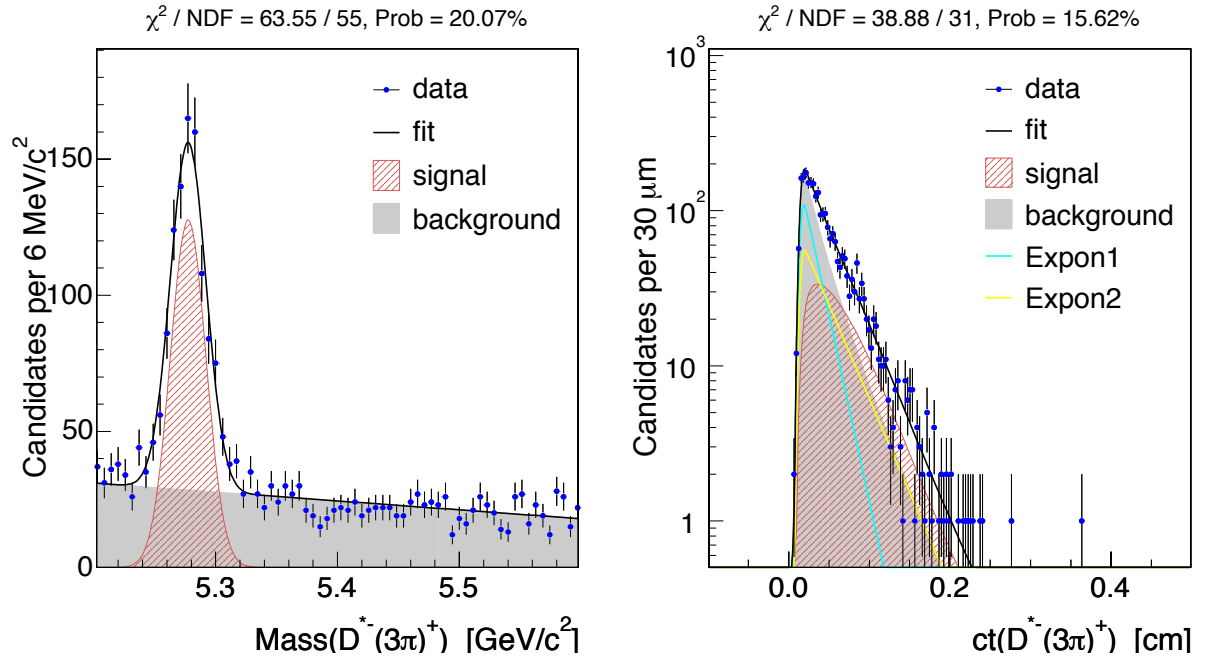 χ² / NDF = 63.55 / 55, Prob = 20.07%
Candidates per 6 MeV/c²
150
100
50
0
data
fit
signal
background
5.3
5.4
5.5
Mass(D*-(3π)+) [GeV/c²]
χ² / NDF = 38.88 / 31, Prob = 15.62%
Candidates per 30 μm
10³
10²
10
1
data
fit
signal
background
Expon1
Expon2
0.0
0.2
0.4
ct(D*-(3π)+) [cm]